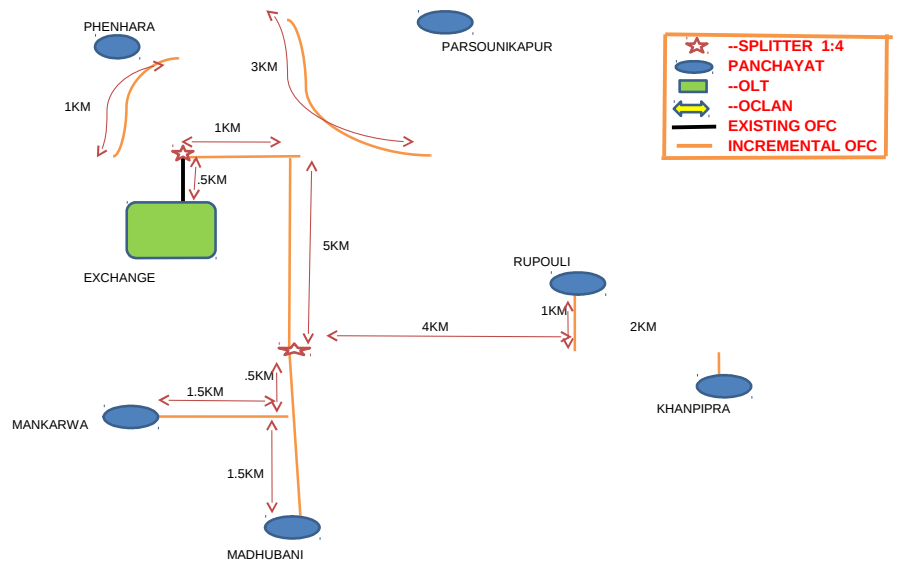 PHENHARA
PARSOUNIKAPUR
3KM
1KM
1KM
.5KM
EXCHANGE
5KM
RUPOULI
1KM
4KM
2KM
.5KM
1.5KM
MANKARWA
KHANPIPRA
1.5KM
MADHUBANI
--SPLITTER 1:4
PANCHAYAT
--OLT
--OCLAN
EXISTING OFC
INCREMENTAL OFC